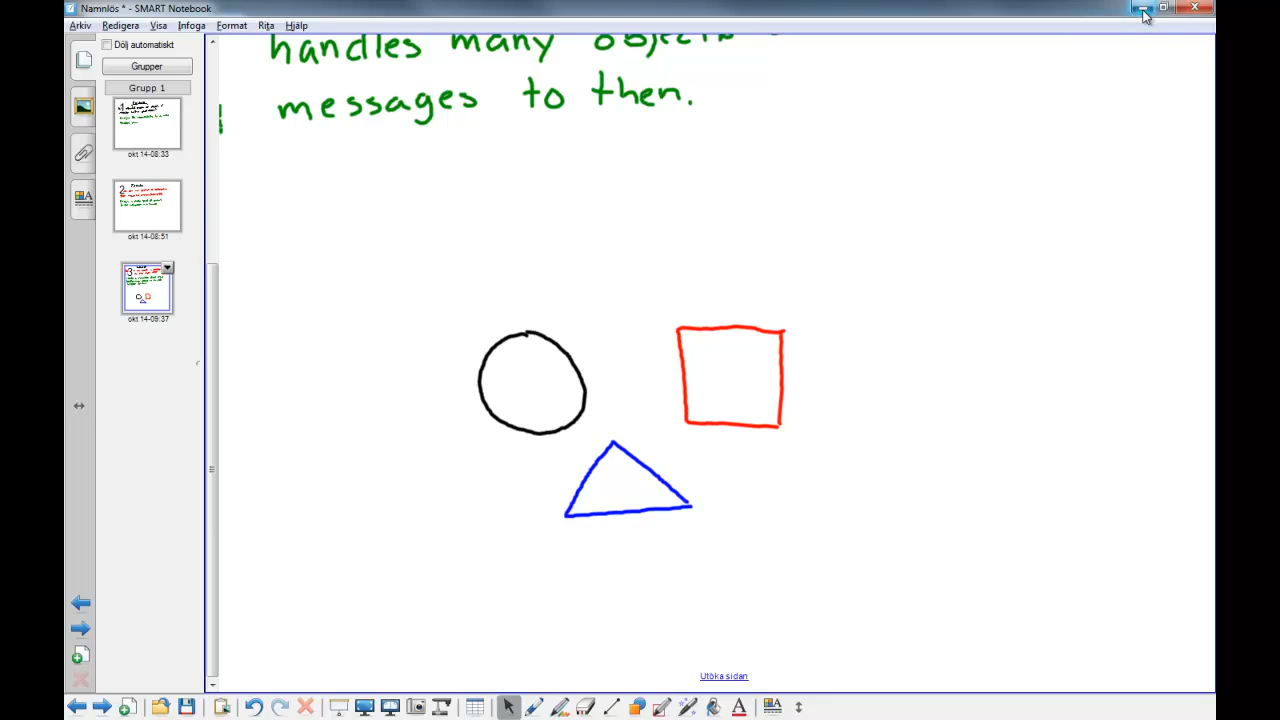 Namnlös * - SMART Notebook
Arkiv Redigera Visa Infoga Format Rita Hjälp
Dölj automatiskt
Grupper
Grupp 1
okt 14-08:33
okt 14-08:51
okt 14-09:37
handles many objects
messages to then.
Utöka sidan